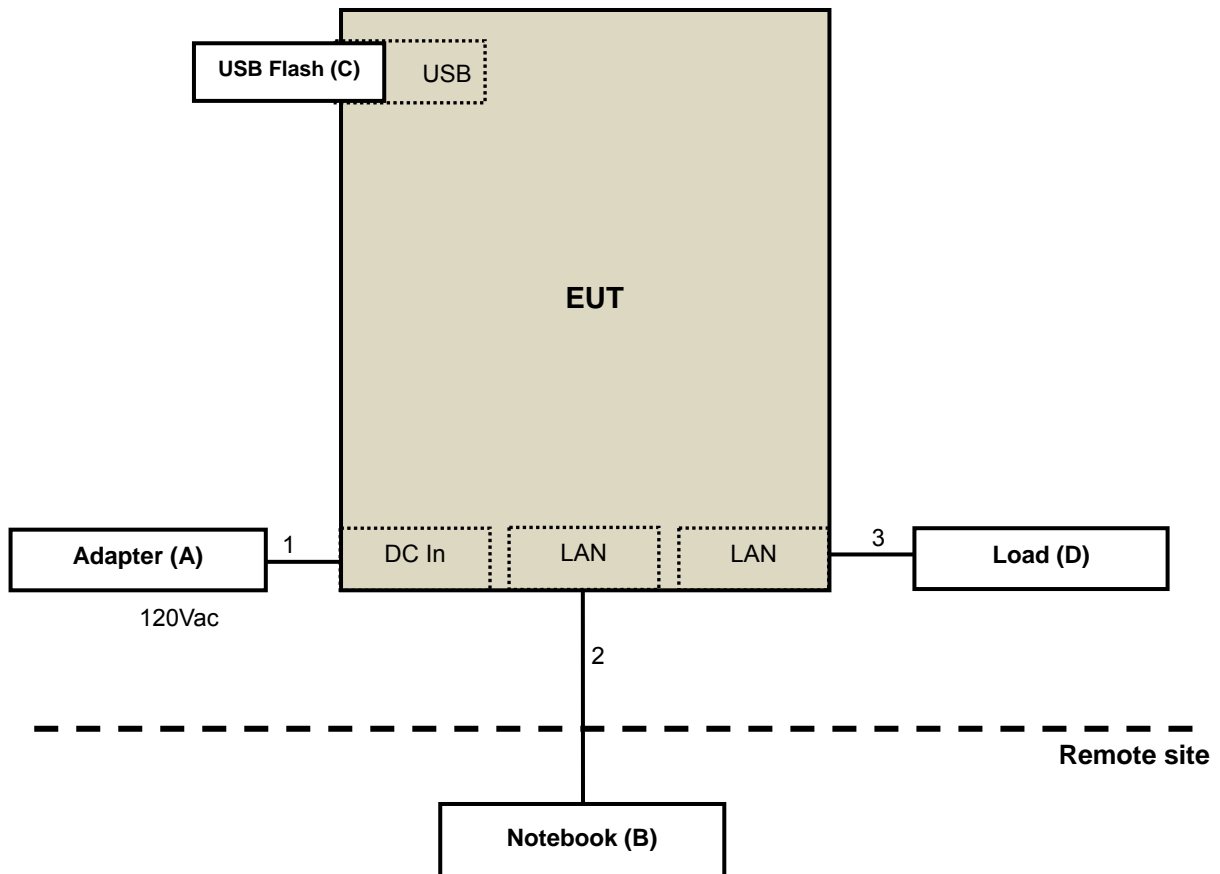 USB Flash (C)
USB
EUT
Adapter (A)
1
DC In
LAN
LAN
3
Load (D)
120Vac
2
Remote site
Notebook (B)